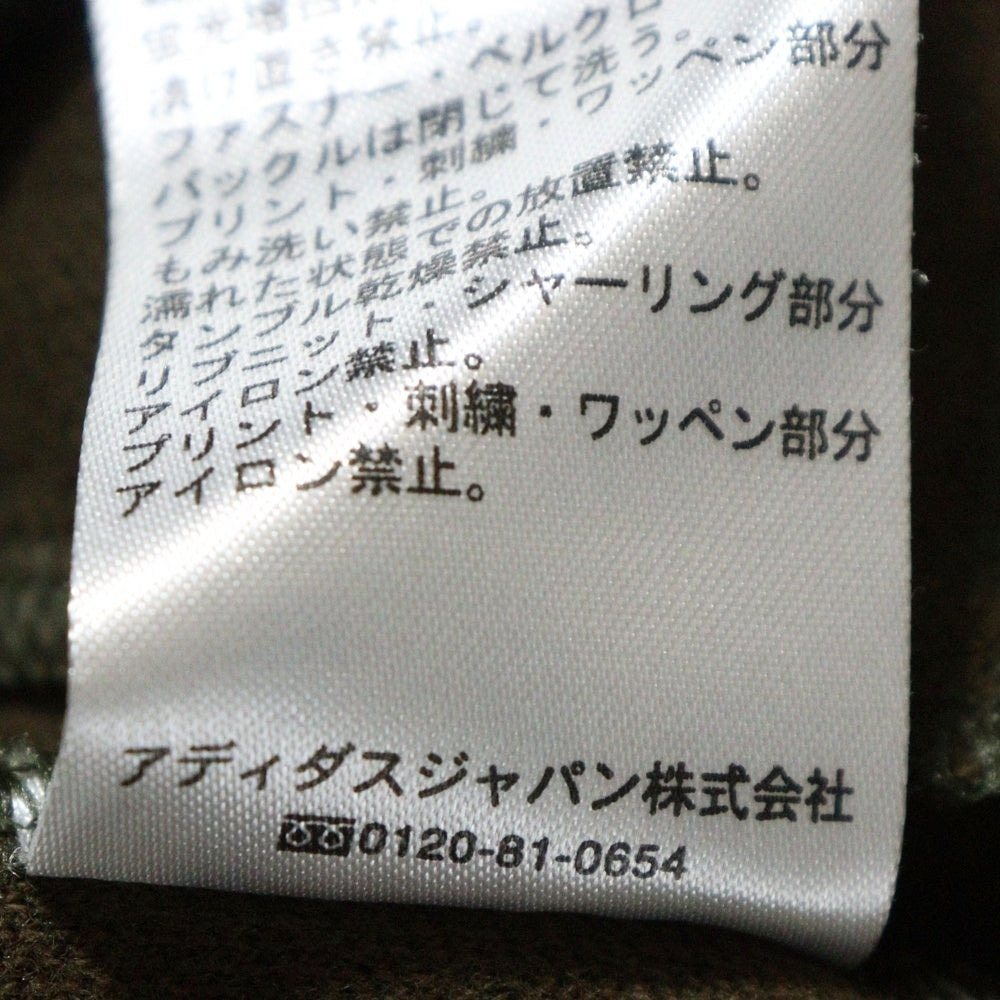 漬け置き禁止。
ファスナー・ベルクロ
バックルは閉じて洗う。
プリント・刺繍・ワッペン部分
もみ洗い禁止。
濡れた状態での放置禁止。
タンブル乾燥禁止。
リブニット・シャーリング部分
アイロン禁止。
プリント・刺繍・ワッペン部分
アイロン禁止。
アディダスジャパン株式会社
0120-81-0654